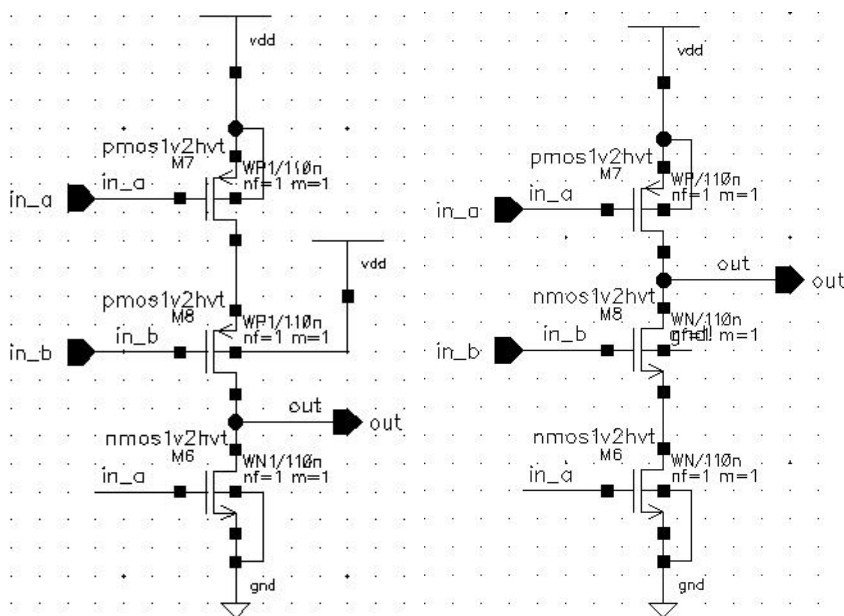 vdd
pmos1v2hvt
M7
WP1/110n
nf=1 m=1
in_a
in_a
vdd
pmos1v2hvt
M8
WP1/110n
nf=1 m=1
in_b
in_b
out
out
nmos1v2hvt
M6
WN1/110n
nf=1 m=1
in_a
gnd
vdd
pmos1v2hvt
M7
WP/110n
nf=1 m=1
in_a
in_a
out
out
nmos1v2hvt
M8
WN/110n
nf=1 m=1
in_b
in_b
nmos1v2hvt
M6
WN/110n
nf=1 m=1
in_a
gnd